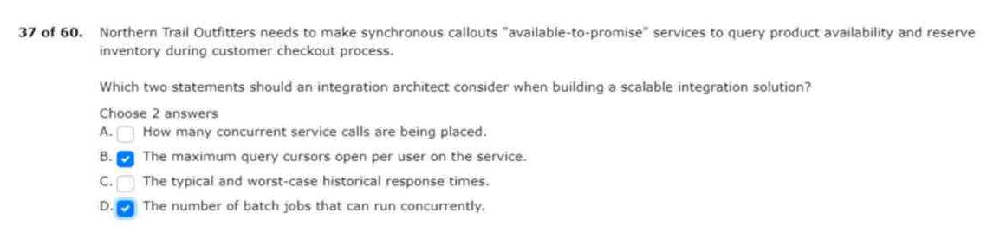 37 of 60. Northern Trail Outfitters needs to make synchronous callouts "available-to-promise" services to query product availability and reserve
inventory during customer checkout process.
Which two statements should an integration architect consider when building a scalable integration solution?
Choose 2 answers
A. How many concurrent service calls are being placed.
B. The maximum query cursors open per user on the service.
C. The typical and worst-case historical response times.
D. The number of batch jobs that can run concurrently.